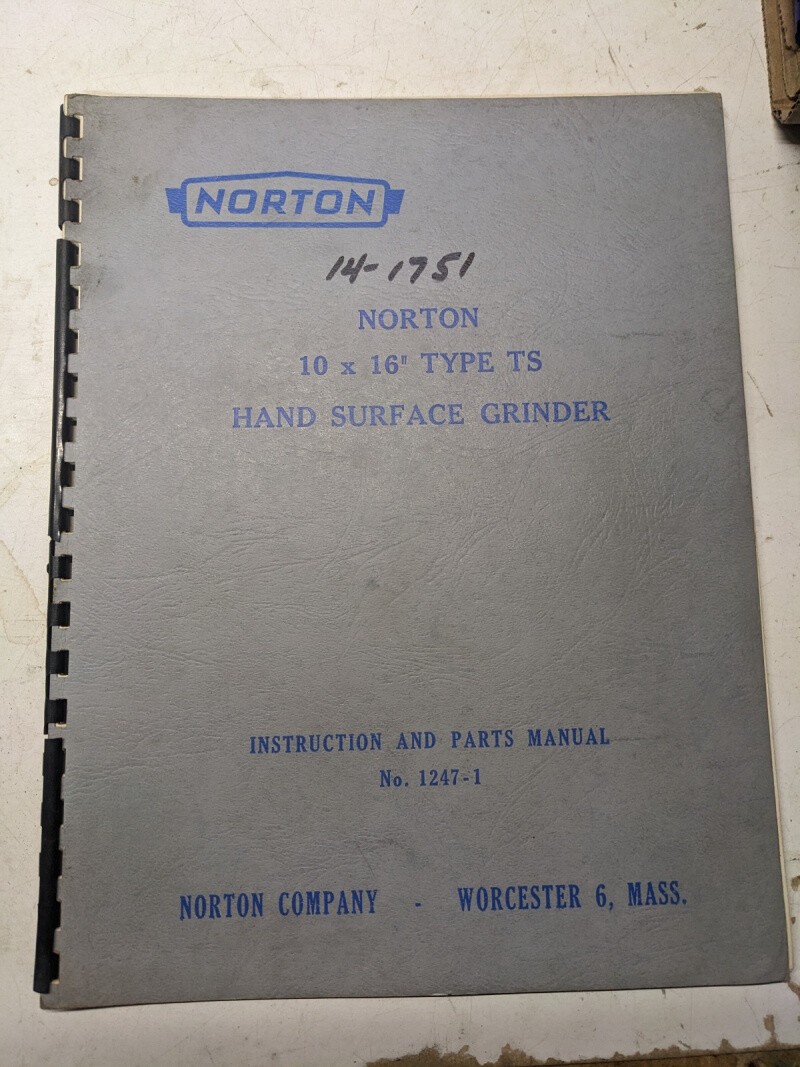 NORTON
14-1751
NORTON
10 x 16" TYPE TS
HAND SURFACE GRINDER
INSTRUCTION AND PARTS MANUAL
No. 1247-1
NORTON COMPANY - WORCESTER 6, MASS.